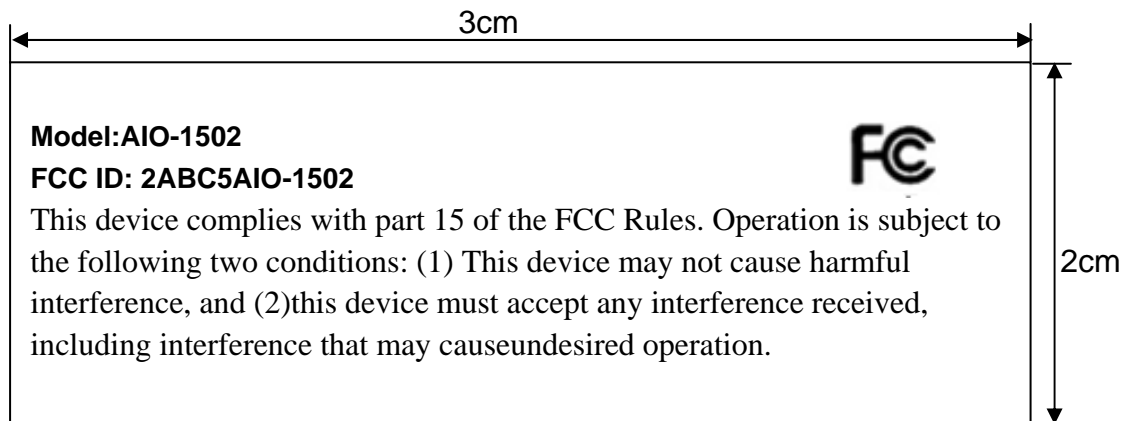 3cm
Model:AIO-1502
FC
FCC ID: 2ABC5AIO-1502
This device complies with part 15 of the FCC Rules. Operation is subject to
the following two conditions: (1) This device may not cause harmful
2cm
interference, and (2)this device must accept any interference received,
including interference that may causeundesired operation.